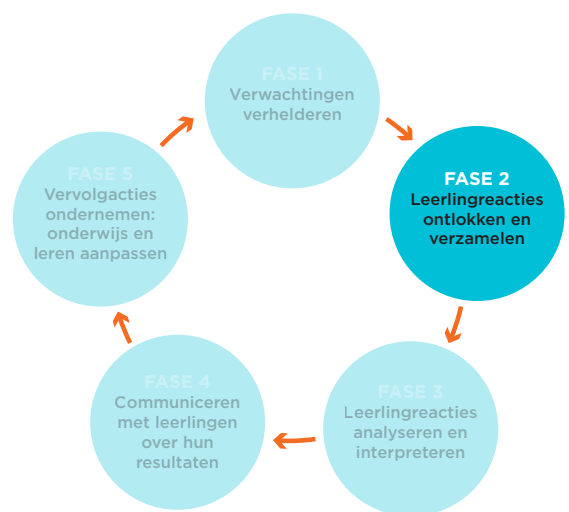 FASE 1
Verwachtingen
verhelderen
FASE 2
Leerlingreacties
ontlokken en
verzamelen
FASE 3
Leerlingreacties
analyseren en
interpreteren
FASE 4
Communiceren
met leerlingen
over hun
resultaten
FASE 5
Vervolgacties
ondernemen:
onderwijs en
leren aanpassen